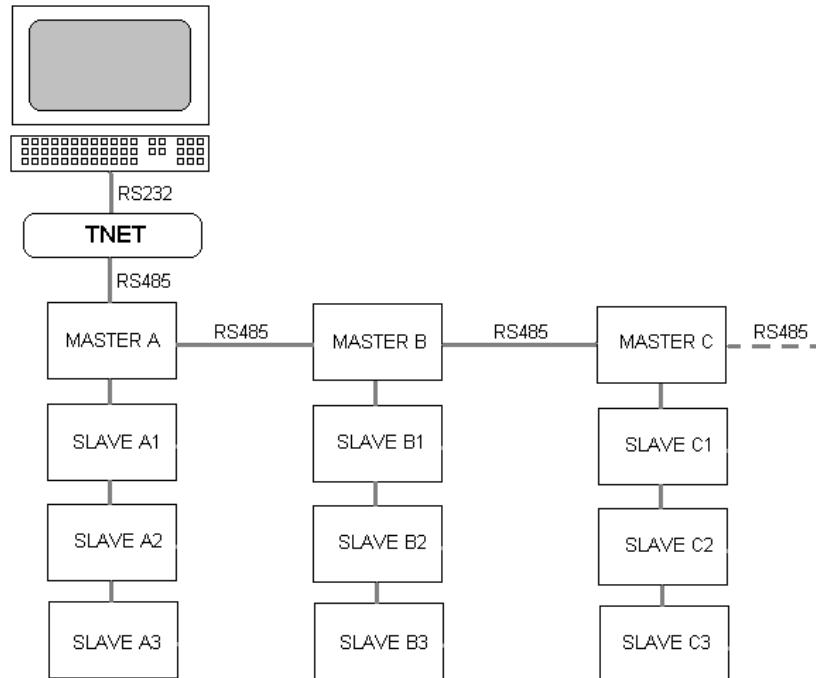 RS232
TNET
RS485
MASTER A
RS485
MASTER B
RS485
MASTER C
RS485
SLAVE A1
SLAVE B1
SLAVE C1
SLAVE A2
SLAVE B2
SLAVE C2
SLAVE A3
SLAVE B3
SLAVE C3